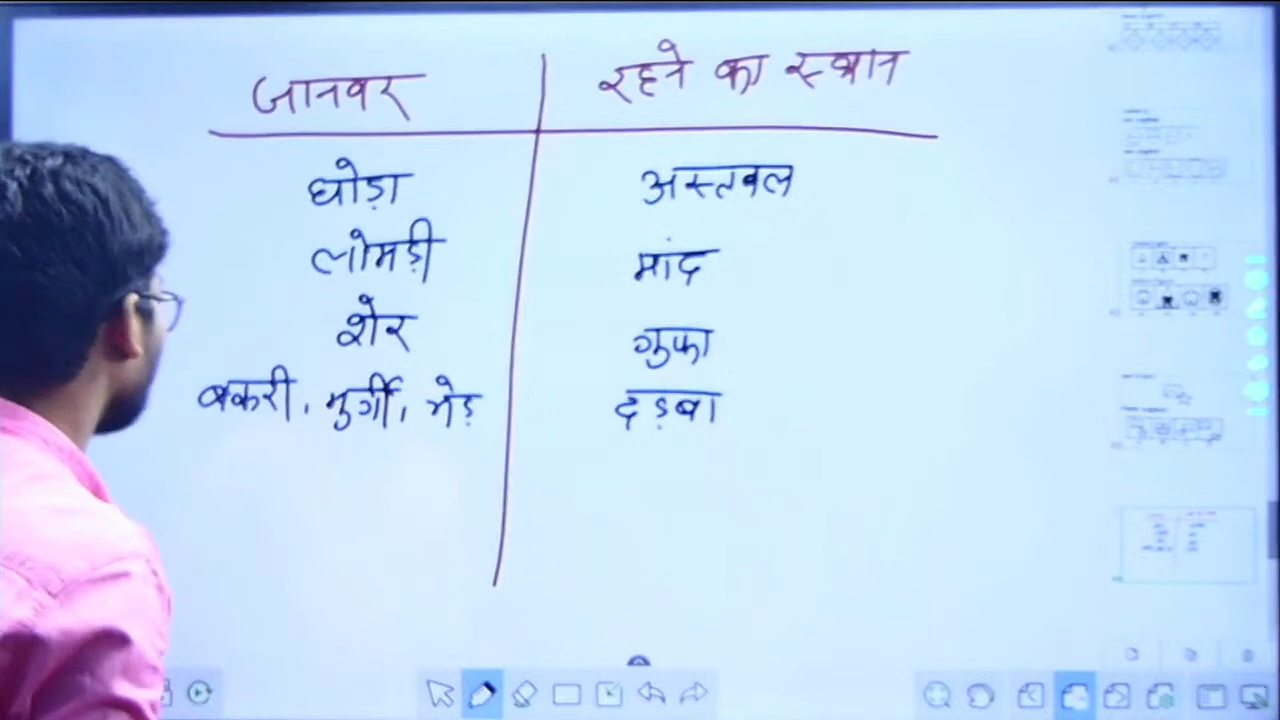 जानवर रहने का स्थान
घोड़ा अस्तबल
लोमड़ी मांद
शेर गुफा
बकरी, मुर्गी, भेड़ दड़बा